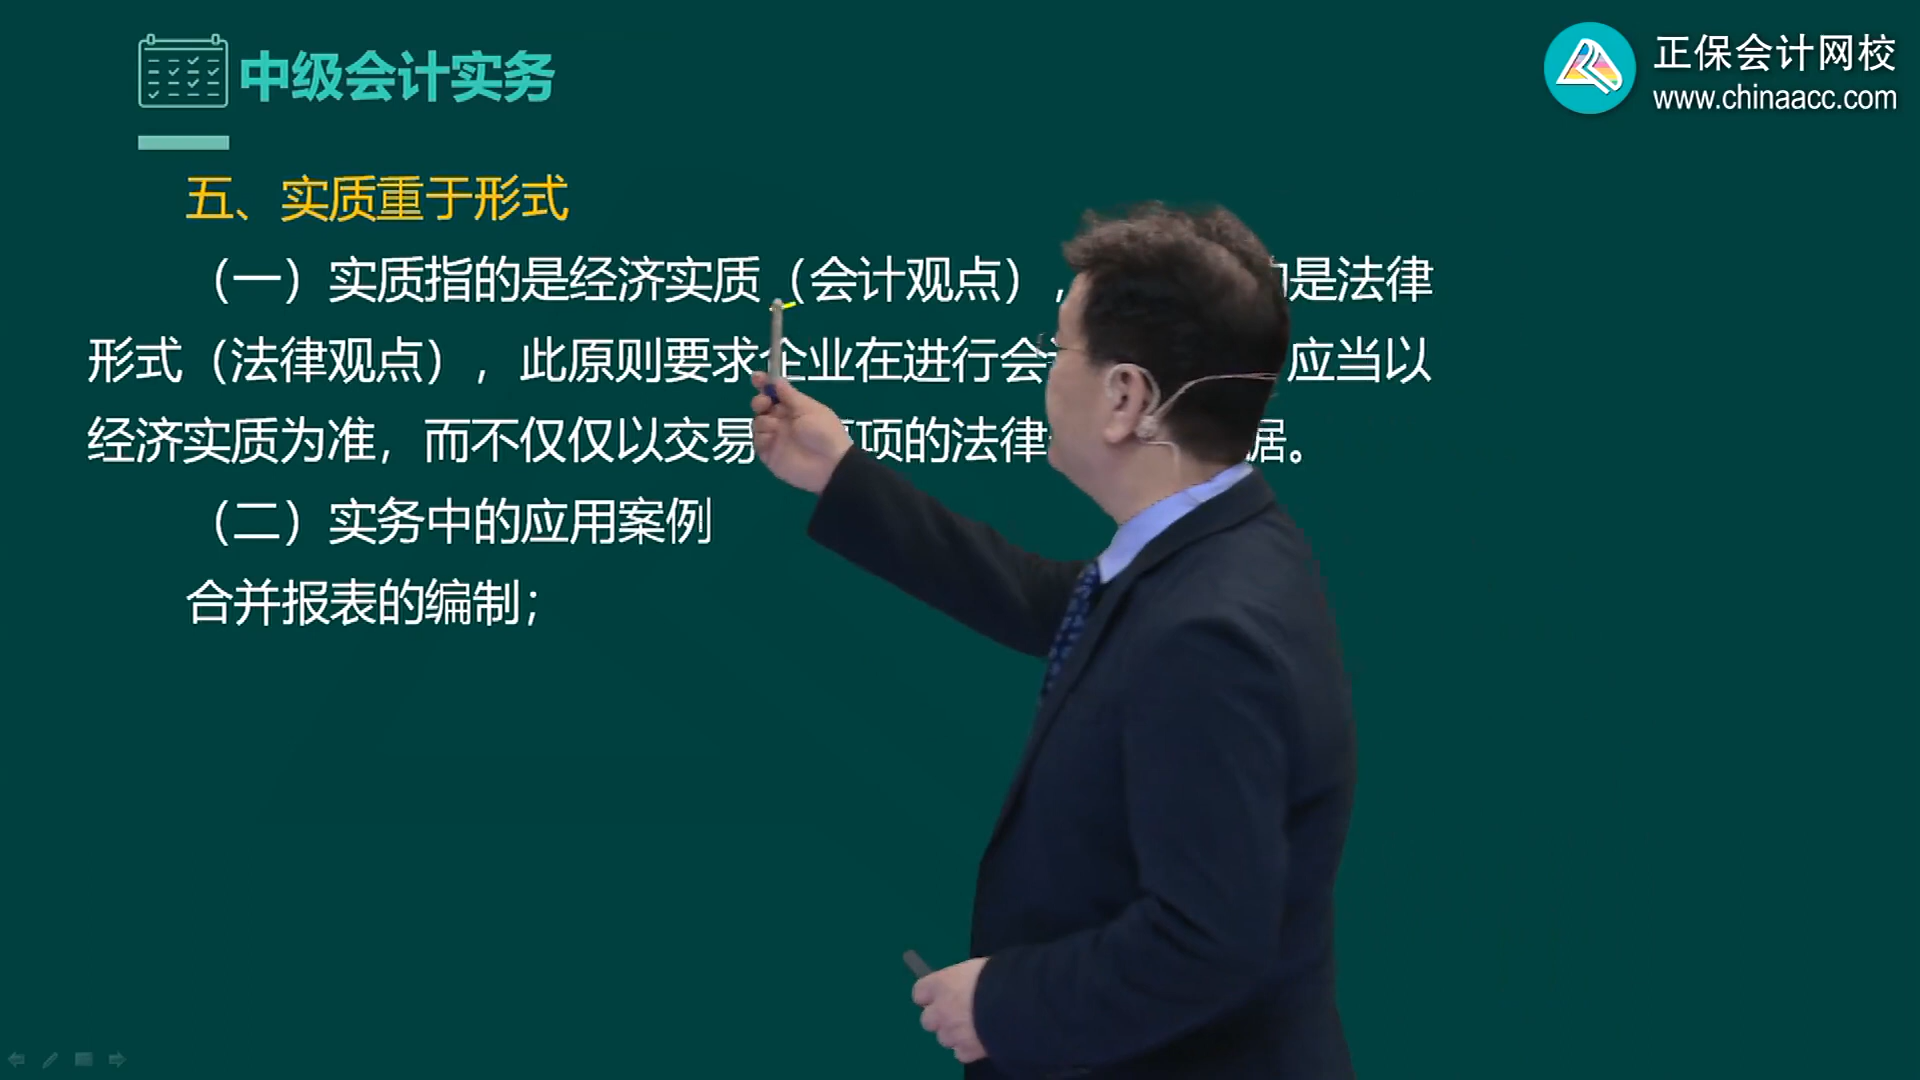 中级会计实务
正保会计网校
www.chinaacc.com
五、实质重于形式
（一）实质指的是经济实质（会计观点），是法律
形式（法律观点），此原则要求企业在进行会应当以
经济实质为准，而不仅仅以交易项的法律据。
（二）实务中的应用案例
合并报表的编制；